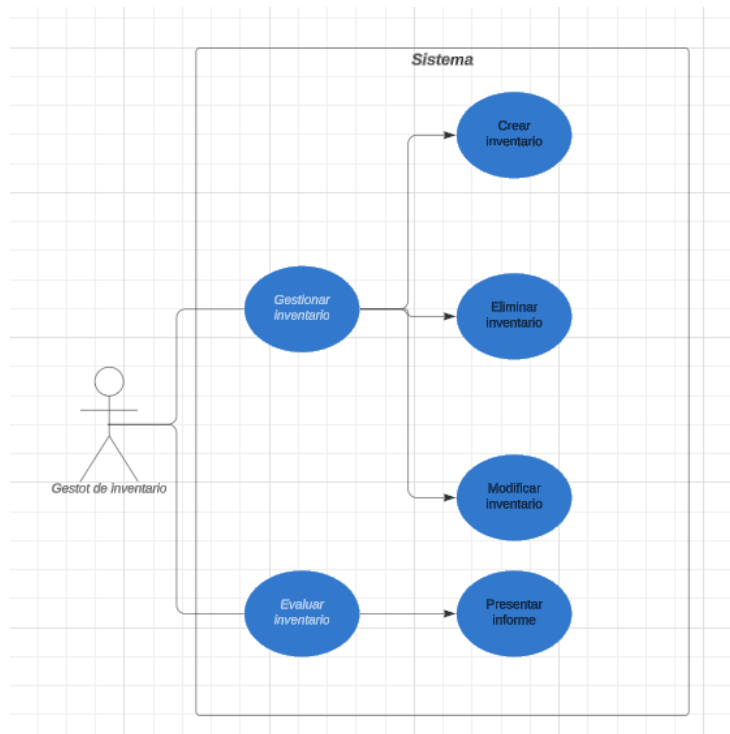 Sistema
Crear
inventario
Gestionar
inventario
Eliminar
inventario
Gestot de inventario
Modificar
inventario
Evaluar
inventario
Presentar
informe